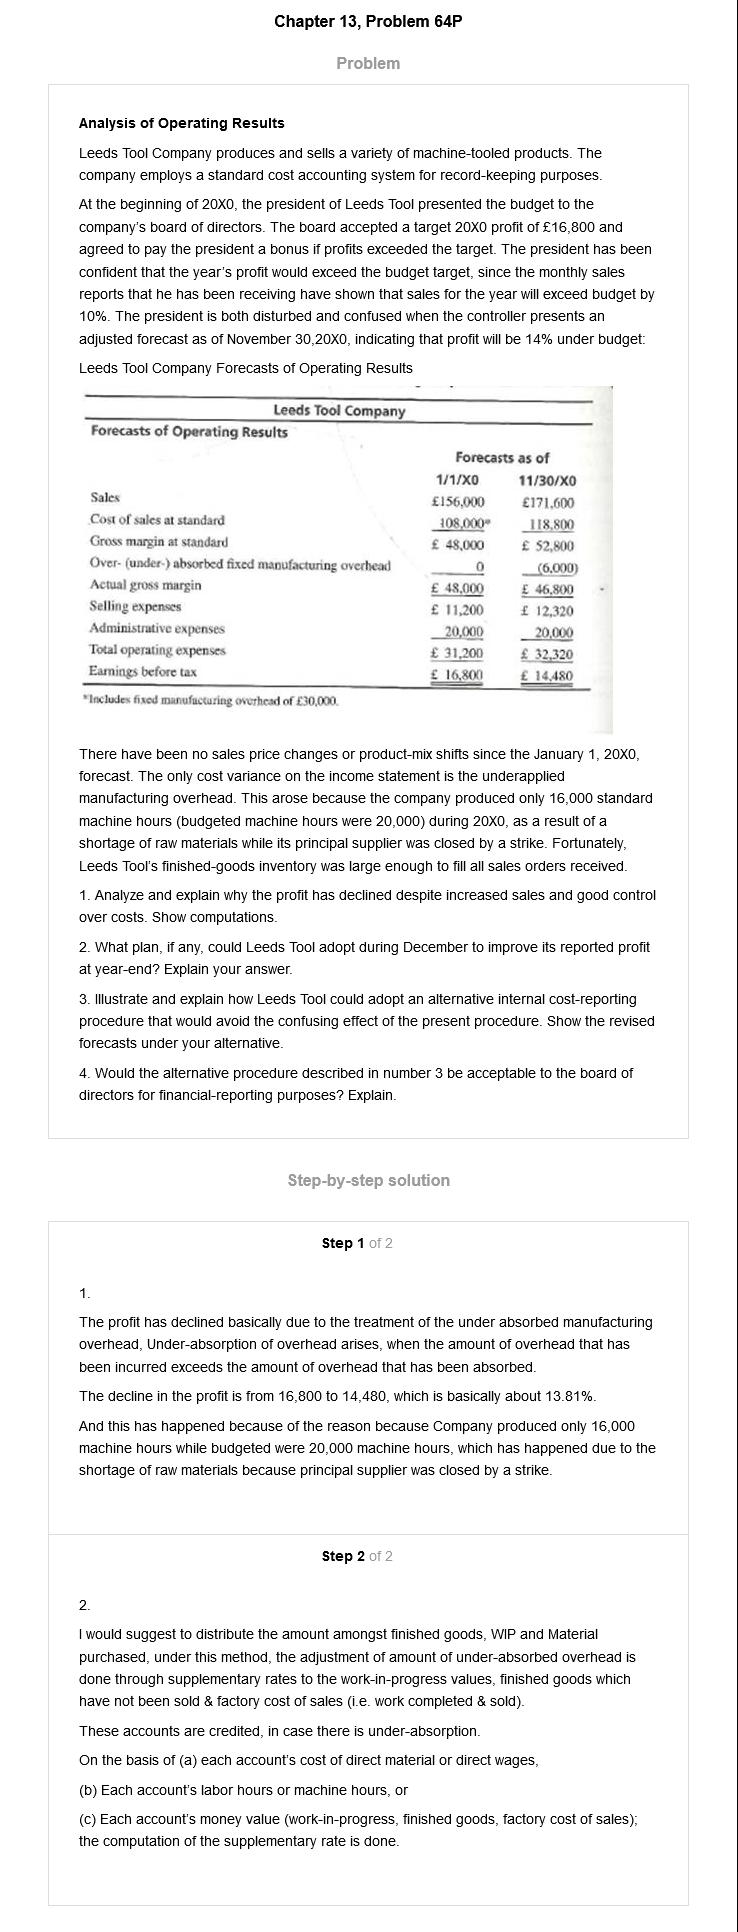 Chapter 13, Problem 64P
Problem
Analysis of Operating Results
Leeds Tool Company produces and sells a variety of machine-tooled products. The
company employs a standard cost accounting system for record-keeping purposes.
At the beginning of 20X0, the president of Leeds Tool presented the budget to the
company's board of directors. The board accepted a target 20X0 profit of £16,800 and
agreed to pay the president a bonus if profits exceeded the target. The president has been
confident that the year's profit would exceed the budget target, since the monthly sales
reports that he has been receiving have shown that sales for the year will exceed budget by
10%. The president is both disturbed and confused when the controller presents an
adjusted forecast as of November 30,20X0, indicating that profit will be 14% under budget:
Leeds Tool Company Forecasts of Operating Results
Leeds Tool Company
Forecasts of Operating Results
Forecasts as of
1/1/X0 11/30/X0
Sales £156,000 £171,600
Cost of sales at standard 108,000* 118,800
Gross margin at standard £ 48,000 £ 52,800
Over- (under-) absorbed fixed manufacturing overhead 0 (6,000)
Actual gross margin £ 48,000 £ 46,800
Selling expenses £ 11,200 £ 12,320
Administrative expenses 20,000 20,000
Total operating expenses £ 31,200 £ 32,320
Earnings before tax £ 16,800 £ 14,480
*Includes fixed manufacturing overhead of £30,000.
There have been no sales price changes or product-mix shifts since the January 1, 20X0,
forecast. The only cost variance on the income statement is the underapplied
manufacturing overhead. This arose because the company produced only 16,000 standard
machine hours (budgeted machine hours were 20,000) during 20X0, as a result of a
shortage of raw materials while its principal supplier was closed by a strike. Fortunately,
Leeds Tool's finished-goods inventory was large enough to fill all sales orders received.
1. Analyze and explain why the profit has declined despite increased sales and good control
over costs. Show computations.
2. What plan, if any, could Leeds Tool adopt during December to improve its reported profit
at year-end? Explain your answer.
3. Illustrate and explain how Leeds Tool could adopt an alternative internal cost-reporting
procedure that would avoid the confusing effect of the present procedure. Show the revised
forecasts under your alternative.
4. Would the alternative procedure described in number 3 be acceptable to the board of
directors for financial-reporting purposes? Explain.
Step-by-step solution
Step 1 of 2
1.
The profit has declined basically due to the treatment of the under absorbed manufacturing
overhead, Under-absorption of overhead arises, when the amount of overhead that has
been incurred exceeds the amount of overhead that has been absorbed.
The decline in the profit is from 16,800 to 14,480, which is basically about 13.81%.
And this has happened because of the reason because Company produced only 16,000
machine hours while budgeted were 20,000 machine hours, which has happened due to the
shortage of raw materials because principal supplier was closed by a strike.
Step 2 of 2
2.
I would suggest to distribute the amount amongst finished goods, WIP and Material
purchased, under this method, the adjustment of amount of under-absorbed overhead is
done through supplementary rates to the work-in-progress values, finished goods which
have not been sold & factory cost of sales (i.e. work completed & sold).
These accounts are credited, in case there is under-absorption.
On the basis of (a) each account's cost of direct material or direct wages,
(b) Each account's labor hours or machine hours, or
(c) Each account's money value (work-in-progress, finished goods, factory cost of sales);
the computation of the supplementary rate is done.